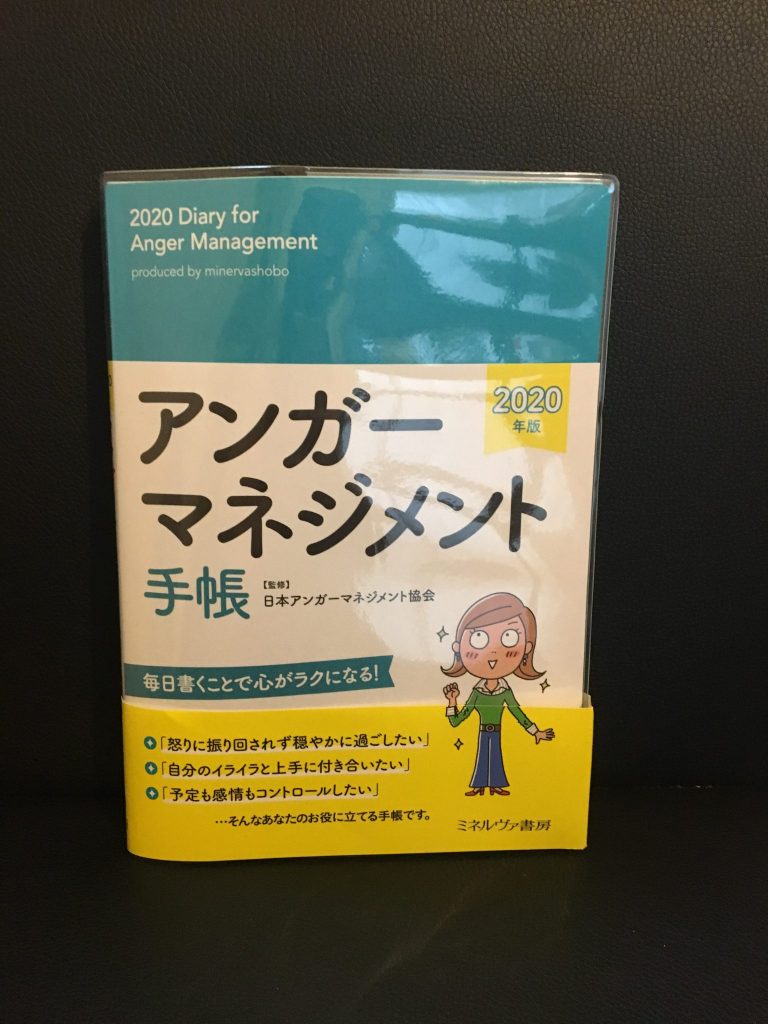 2020 Diary for
Anger Management
produced by minervashobo
アンガー
2020
年版
マネジメント
手帳
【監修】
日本アンガーマネジメント協会
毎日書くことで心がラクになる!
「怒りに振り回されず穏やかに過ごしたい」
「自分のイライラと上手に付き合いたい」
「予定も感情もコントロールしたい」
…そんなあなたのお役に立てる手帳です。
ミネルヴァ書房